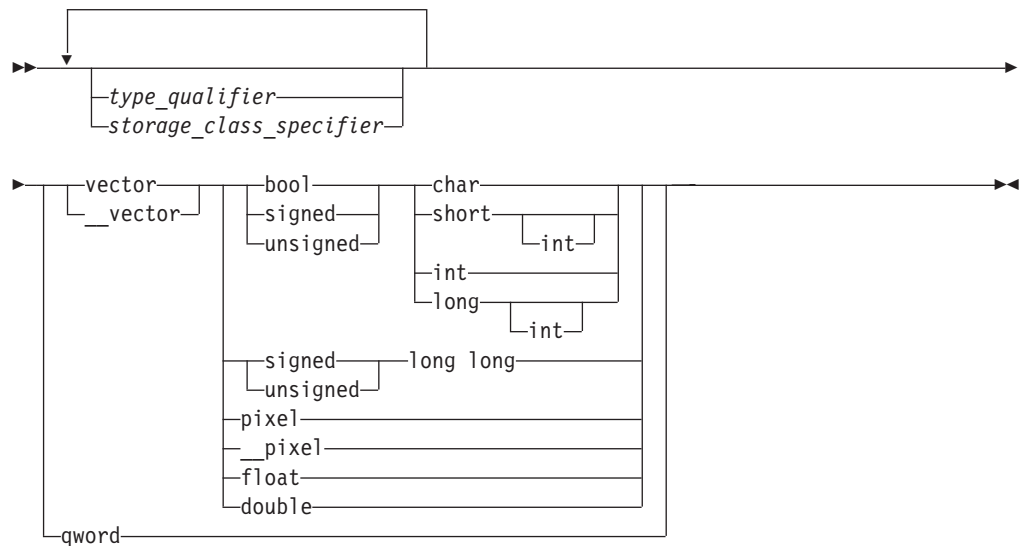 type_qualifier
storage_class_specifier
vector bool char
__vector signed short
unsigned int
int
long
int
signed long long
unsigned
pixel
__pixel
float
double
qword